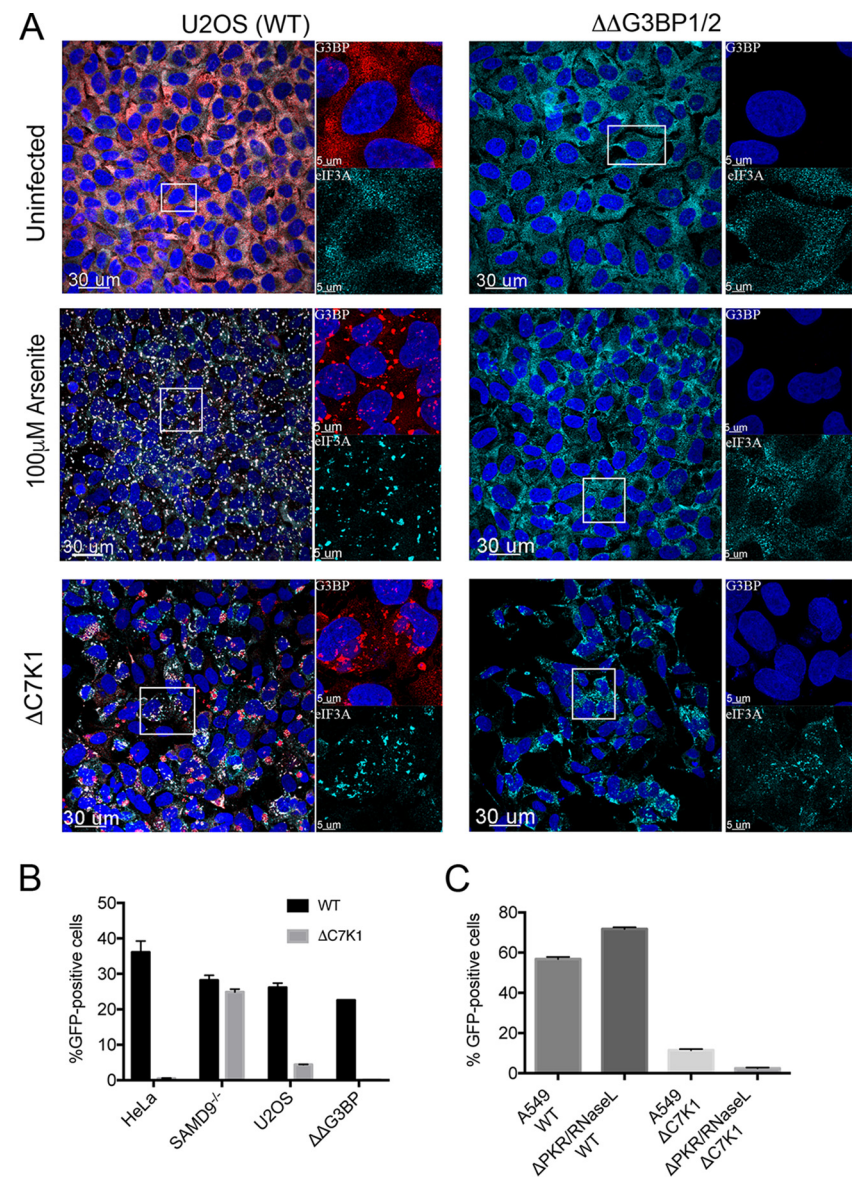 A
U2OS (WT)
ΔΔG3BP1/2
Uninfected
G3BP
5 um
eIF3A
5 um
30 um
G3BP
5 um
eIF3A
5 um
30 um
100μM Arsenite
G3BP
5 um
eIF3A
5 um
30 um
G3BP
5 um
eIF3A
5 um
30 um
ΔC7K1
G3BP
5 um
eIF3A
5 um
30 um
G3BP
5 um
eIF3A
5 um
30 um
B
%GFP-positive cells
50
40
30
20
10
0
WT
ΔC7K1
HeLa
SAMD9-/-
U2OS
ΔΔG3BP
C
% GFP-positive cells
80
60
40
20
0
A549
WT
ΔPKR/RNaseL
WT
A549
ΔC7K1
ΔPKR/RNaseL
ΔC7K1